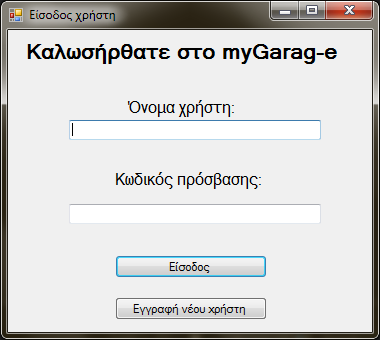 Είσοδος χρήστη
Καλωσήρθατε στο myGarag-e
Όνομα χρήστη:
Κωδικός πρόσβασης:
Είσοδος
Εγγραφή νέου χρήστη